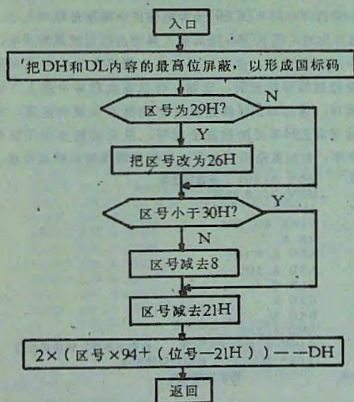 入口
把DH和DL内容的最高位屏蔽，以形成国标码
区号为29H?
N
Y
把区号改为26H
区号小于30H?
Y
N
区号减去8
区号减去21H
2×(区号×94+(位号—21H))——DH
返回